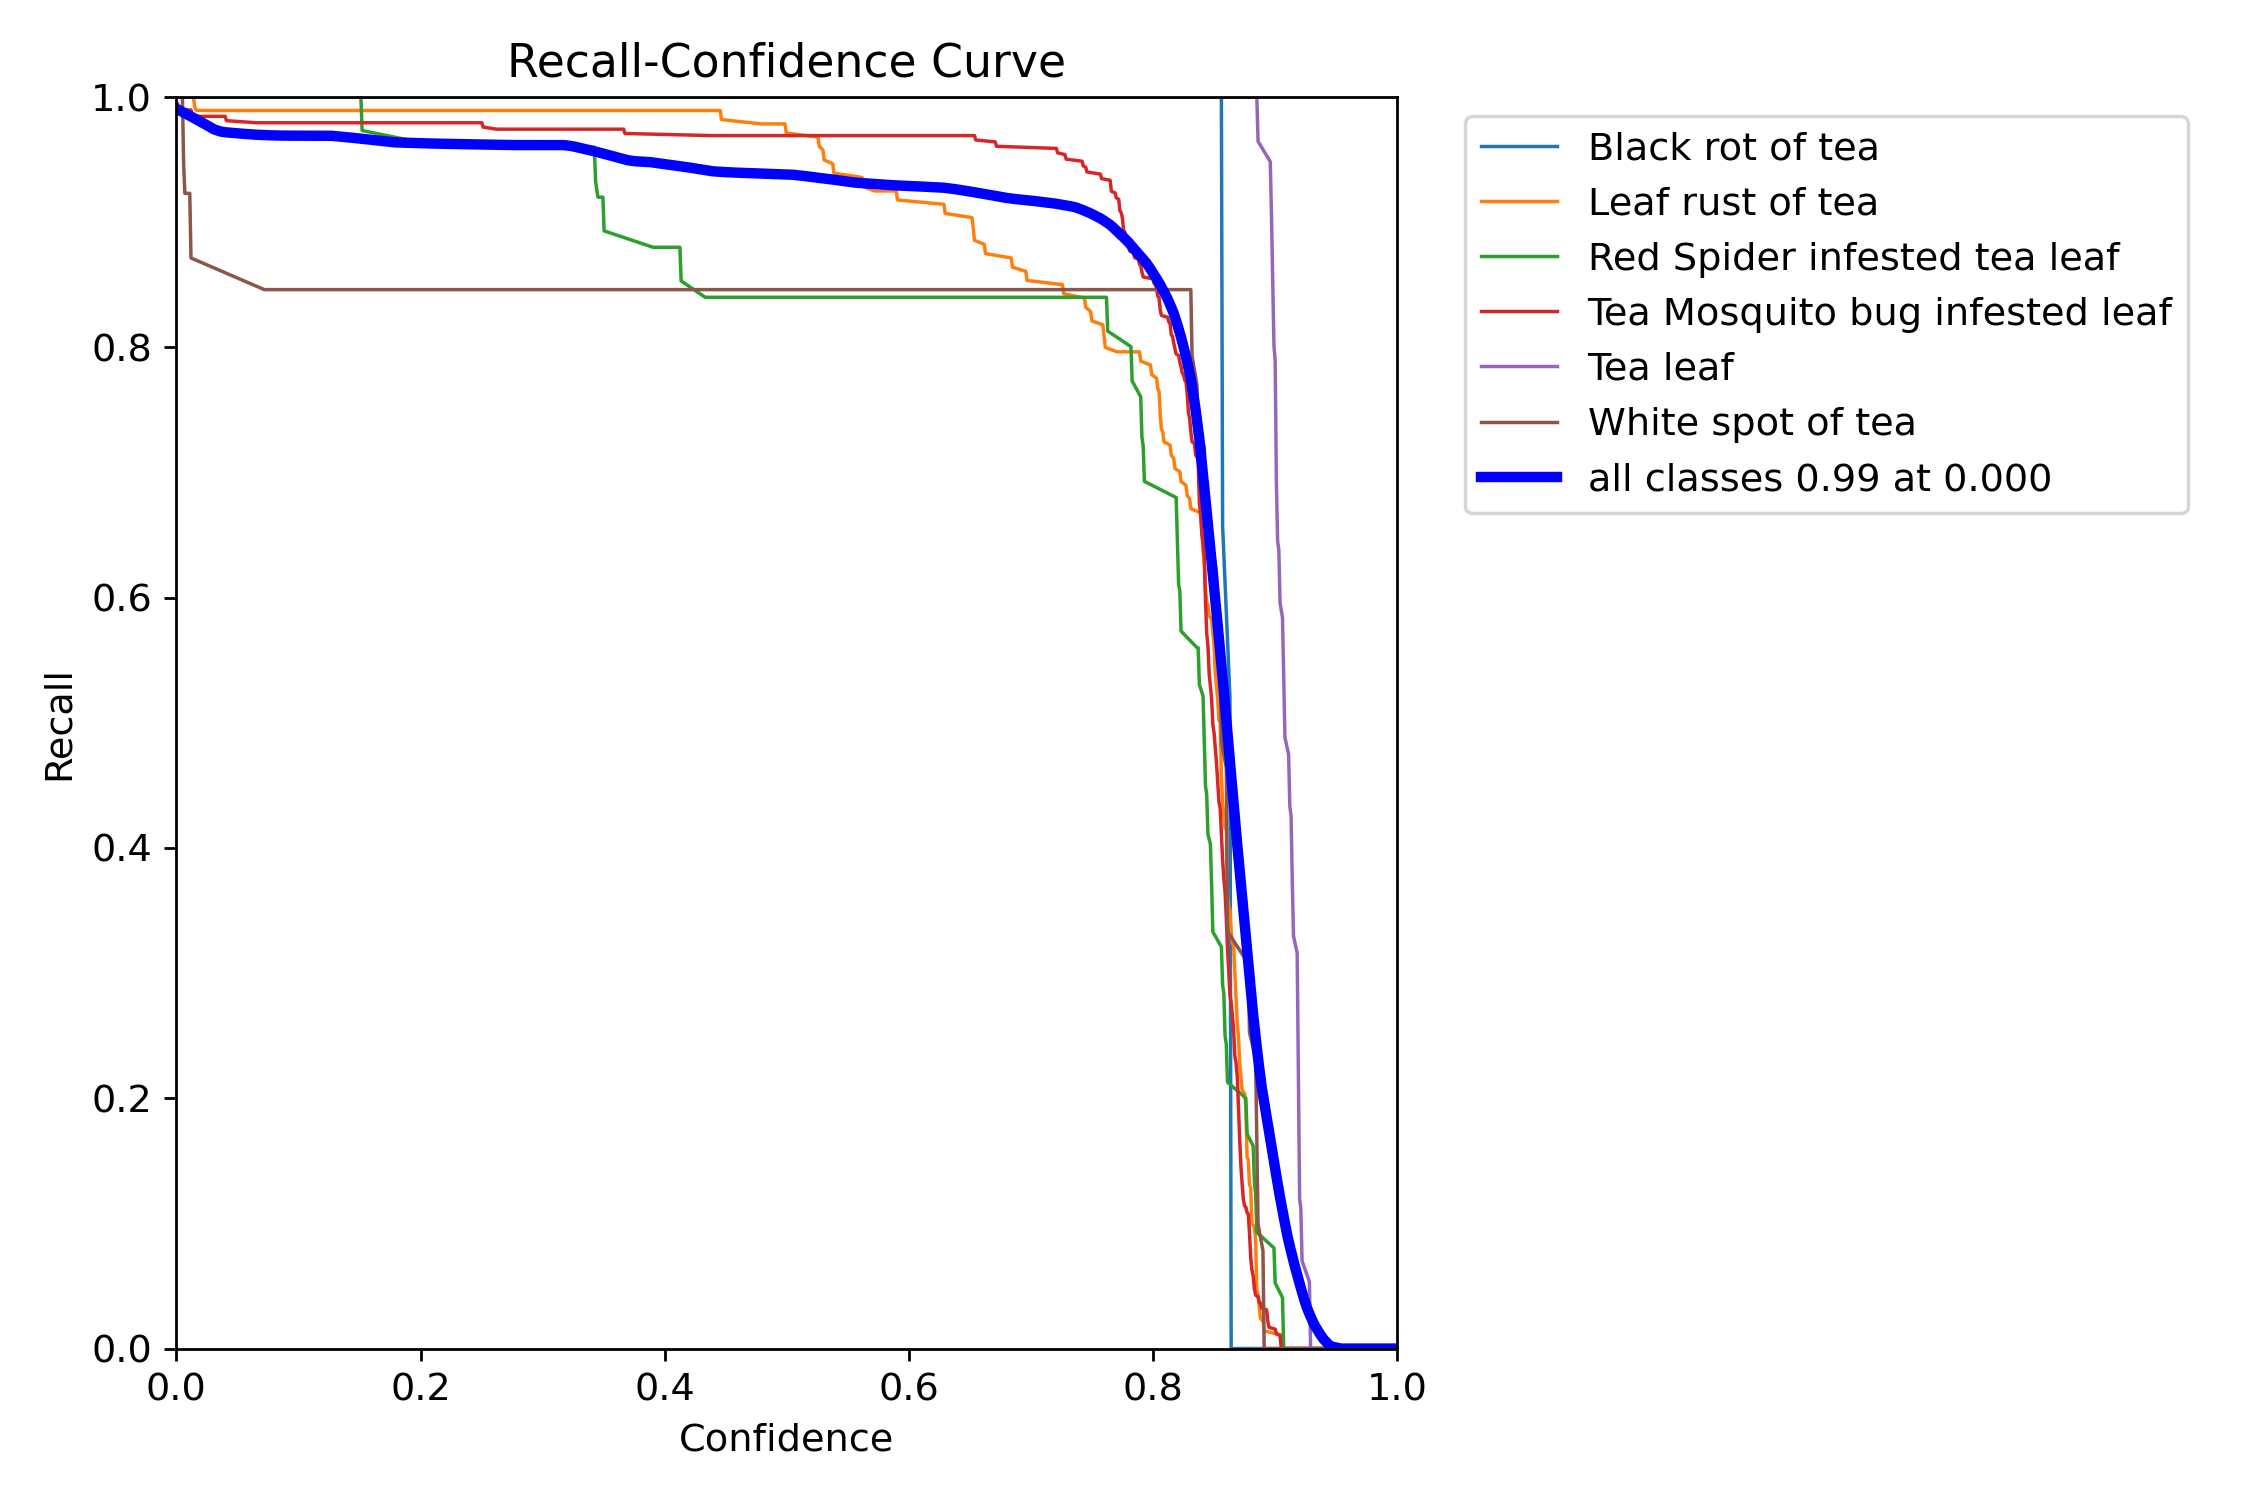 Recall-Confidence Curve
1.0
0.8
0.6
0.4
0.2
0.0
Recall
0.0 0.2 0.4 0.6 0.8 1.0
Confidence
Black rot of tea
Leaf rust of tea
Red Spider infested tea leaf
Tea Mosquito bug infested leaf
Tea leaf
White spot of tea
all classes 0.99 at 0.000